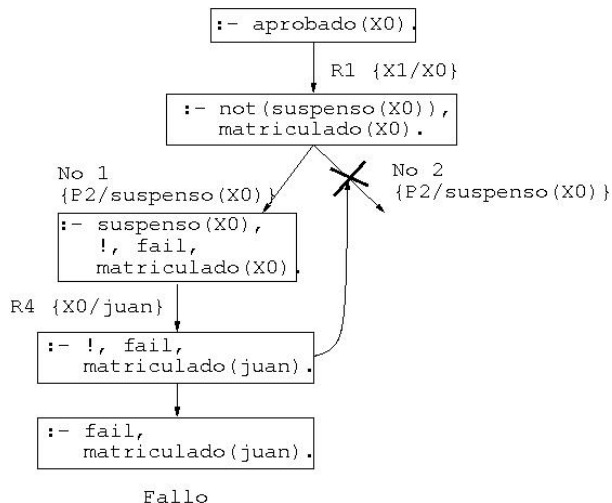 :- aprobado(X0).
R1 {X1/X0}
:- not(suspenso(X0)),
matriculado(X0).
No 1
{P2/suspenso(X0)}
No 2
{P2/suspenso(X0)}
:- suspenso(X0),
!, fail,
matriculado(X0).
R4 {X0/juan}
:- !, fail,
matriculado(juan).
:- fail,
matriculado(juan).
Fallo